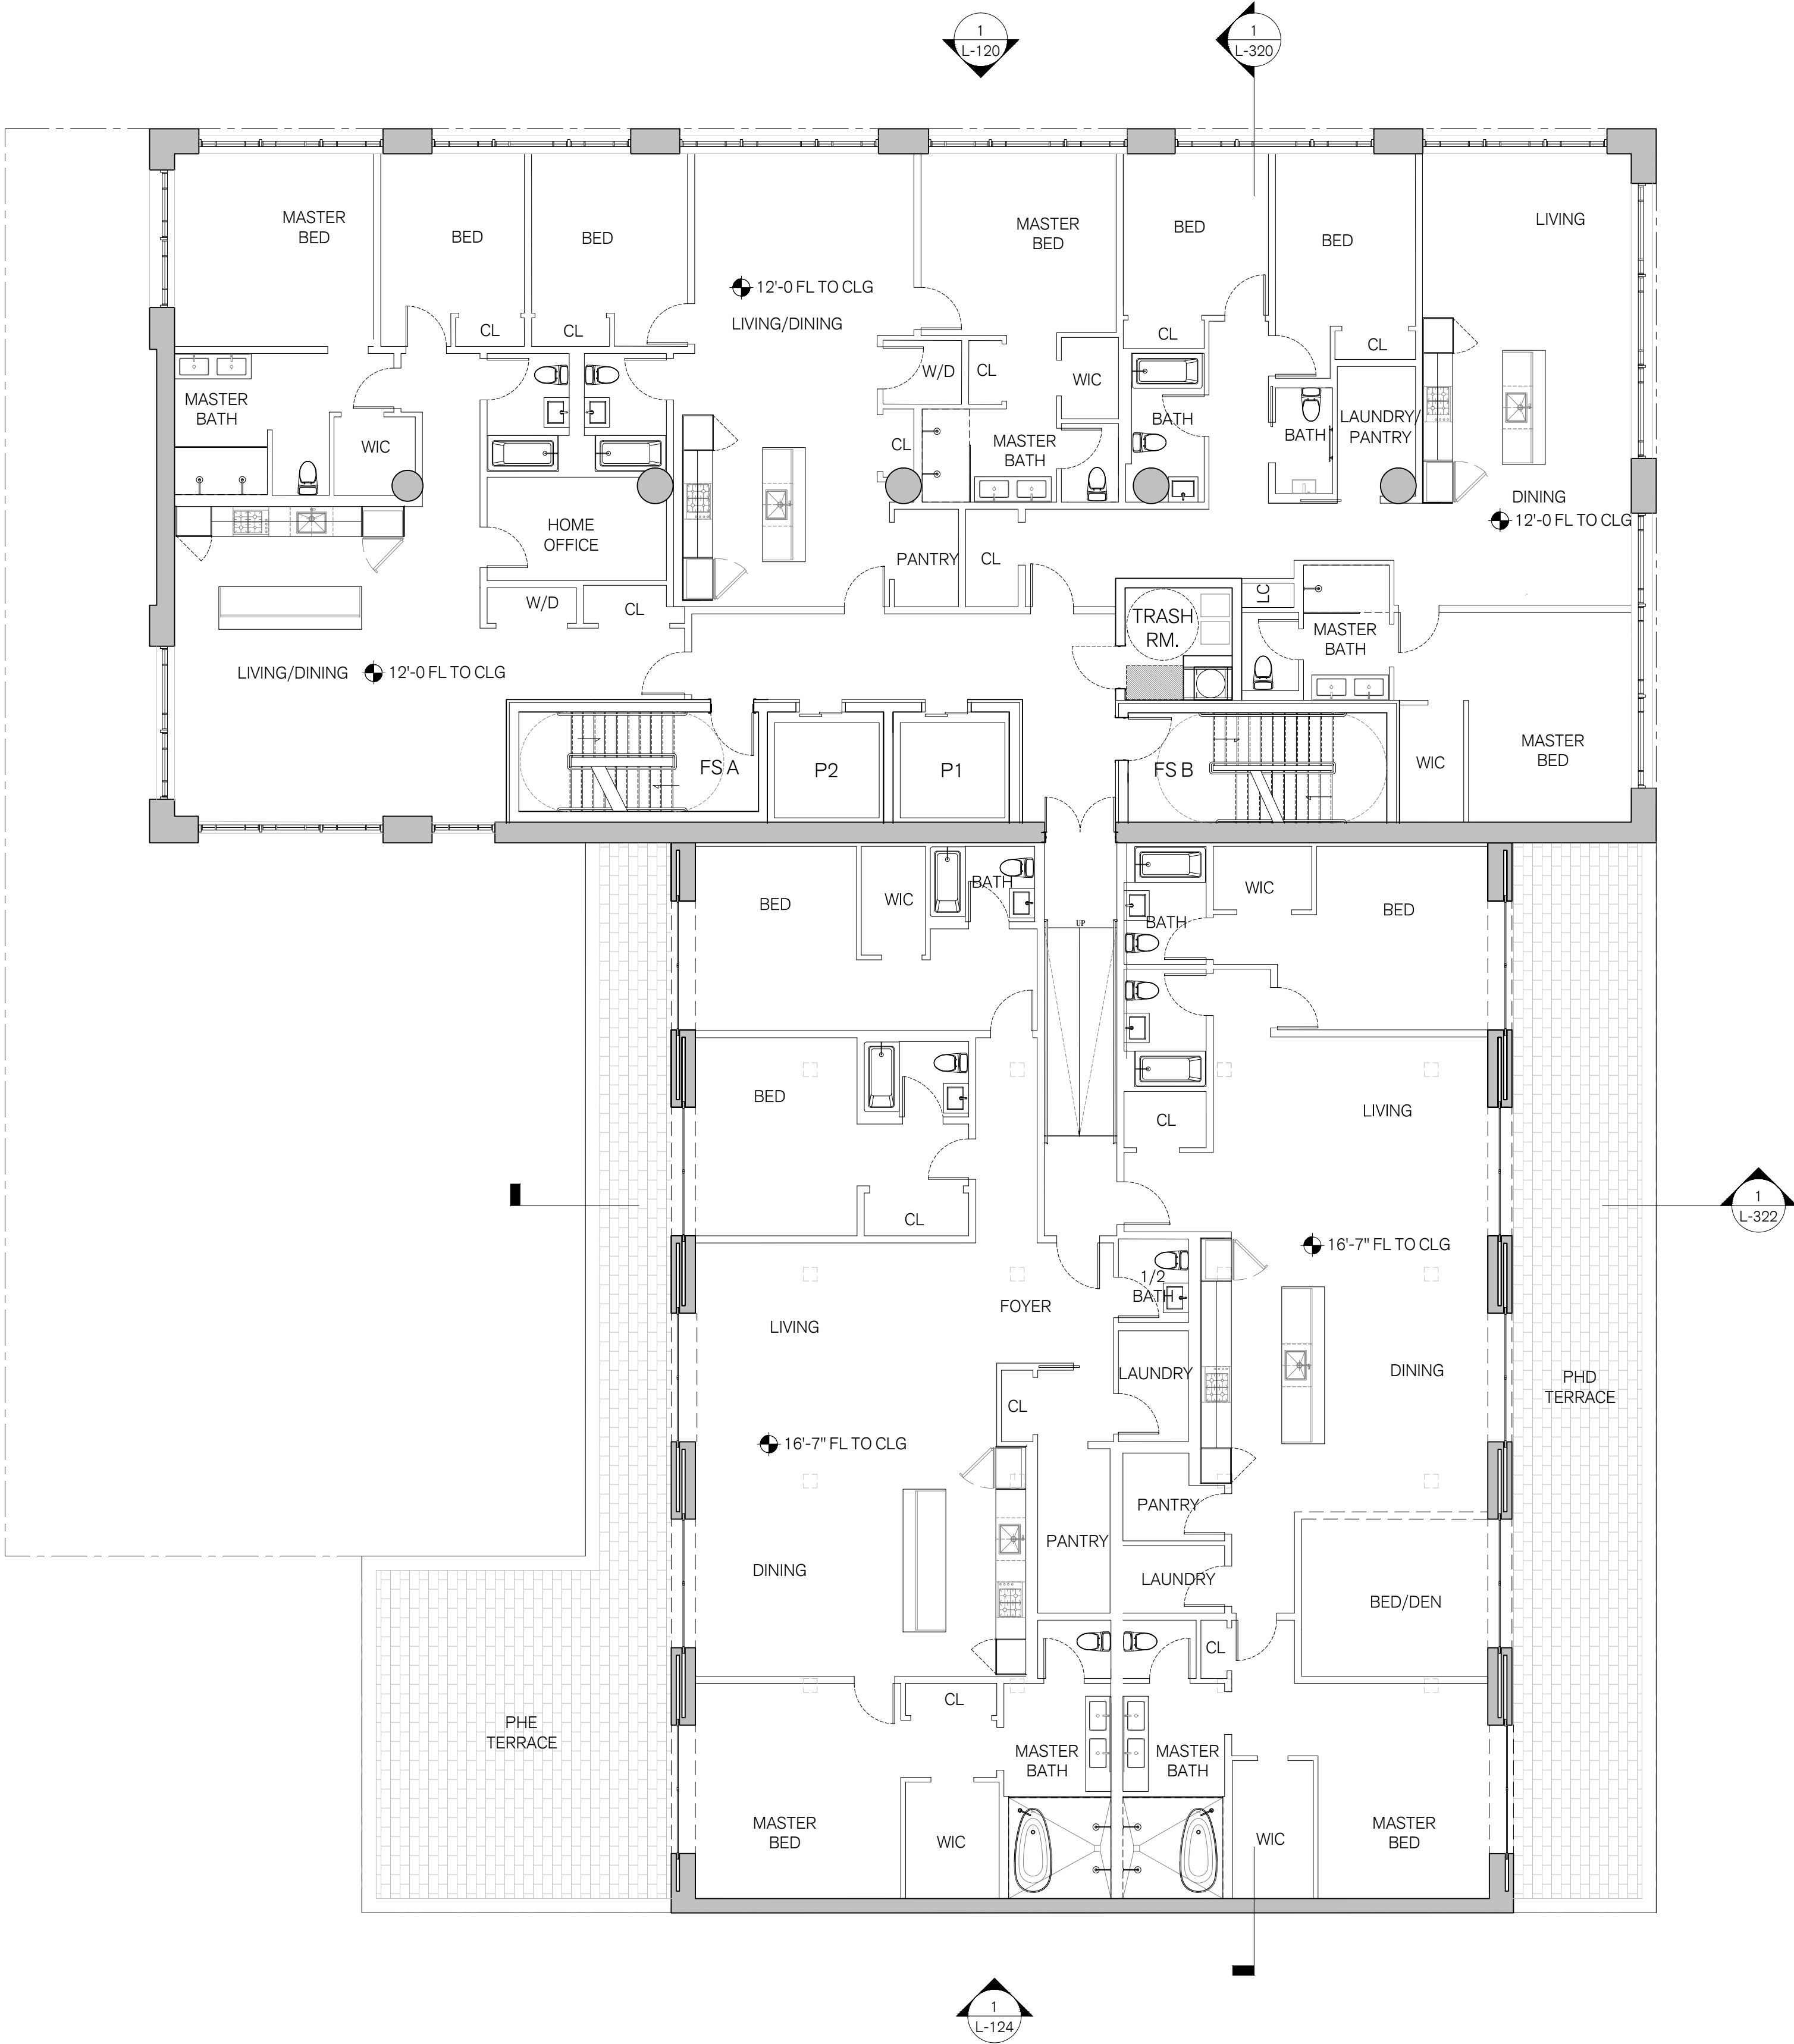 1
L-120
1
L-320
MASTER
BED
BED
BED
MASTER
BED
BED
BED
LIVING
12'-0 FL TO CLG
LIVING/DINING
CL
CL
CL
CL
W/D
CL
WIC
MASTER
BATH
WIC
CL
MASTER
BATH
BATH
BATH
LAUNDRY/
PANTRY
DINING
12'-0 FL TO CLG
HOME
OFFICE
PANTRY
CL
W/D
CL
LC
TRASH
RM.
MASTER
BATH
LIVING/DINING
12'-0 FL TO CLG
FS A
P2
P1
FS B
WIC
MASTER
BED
BED
WIC
BATH
BATH
WIC
BED
UP
BED
CL
LIVING
CL
1
L-322
16'-7" FL TO CLG
1/2
BATH
FOYER
LIVING
LAUNDRY
DINING
PHD
TERRACE
CL
16'-7" FL TO CLG
PANTRY
PANTRY
DINING
LAUNDRY
BED/DEN
CL
CL
PHE
TERRACE
MASTER
BATH
MASTER
BATH
MASTER
BED
WIC
WIC
MASTER
BED
1
L-124